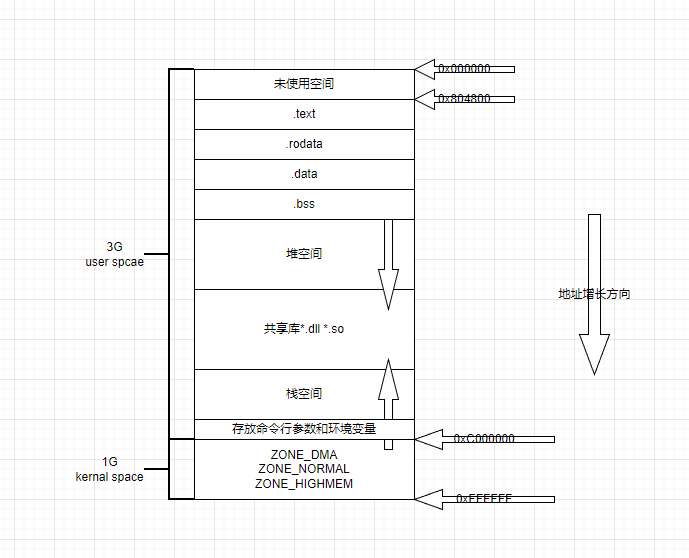 0x000000
未使用空间
0x804800
.text
.rodata
.data
.bss
3G
user spcae
堆空间
地址增长方向
共享库*.dll *.so
栈空间
存放命令行参数和环境变量
0xC000000
1G
kernal space
ZONE_DMA
ZONE_NORMAL
ZONE_HIGHMEM
0xFFFFFF